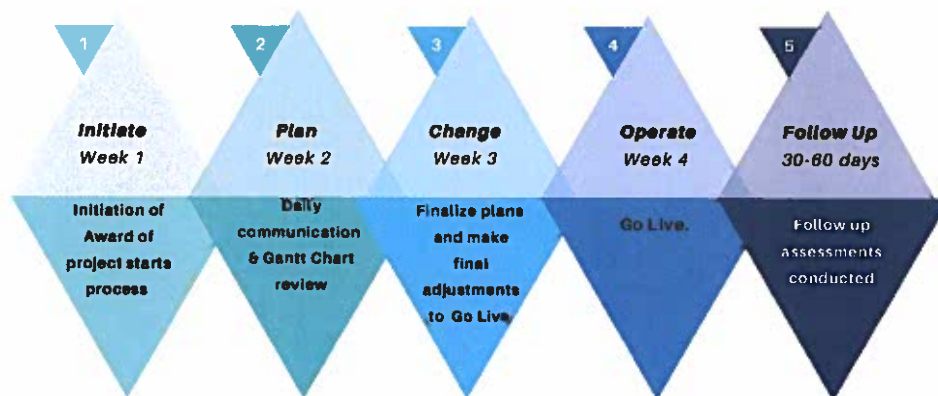 1
Initiate
Week 1
Initiation of
Award of
project starts
process
2
Plan
Week 2
Daily
communication
& Gantt Chart
review
3
Change
Week 3
Finalize plans
and make
final
adjustments
to Go Live
4
Operate
Week 4
Go Live.
5
Follow Up
30-60 days
Follow up
assessments
conducted